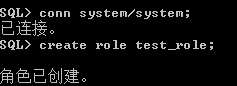 SQL> conn system/system;
已连接。
SQL> create role test_role;
角色已创建。